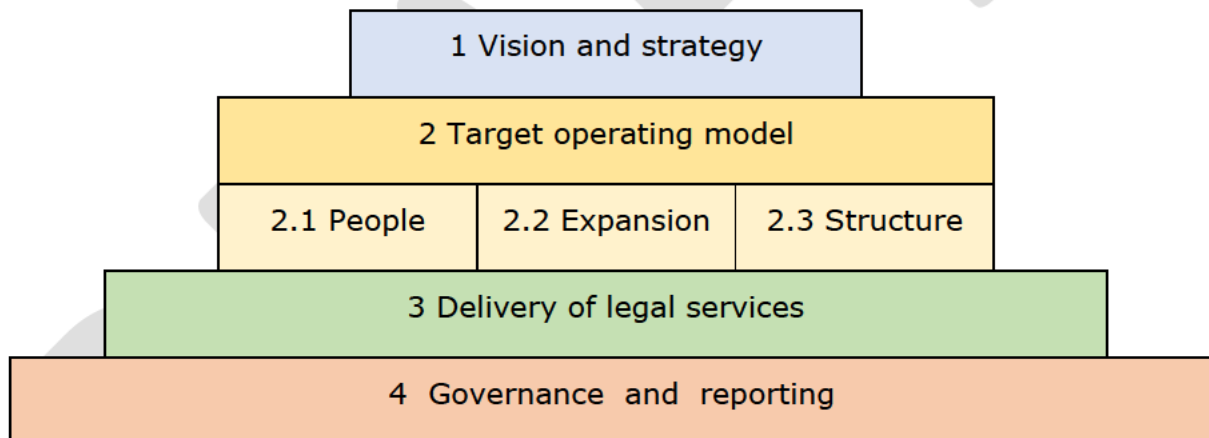 1 Vision and strategy
2 Target operating model
2.1 People 2.2 Expansion 2.3 Structure
3 Delivery of legal services
4 Governance and reporting